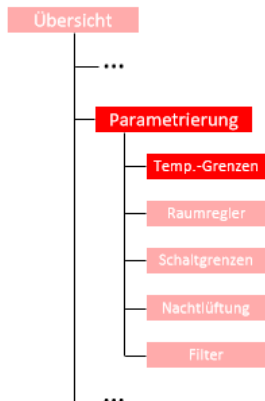 Übersicht
...
Parametrierung
Temp.-Grenzen
Raumregler
Schaltgrenzen
Nachtlüftung
Filter
...